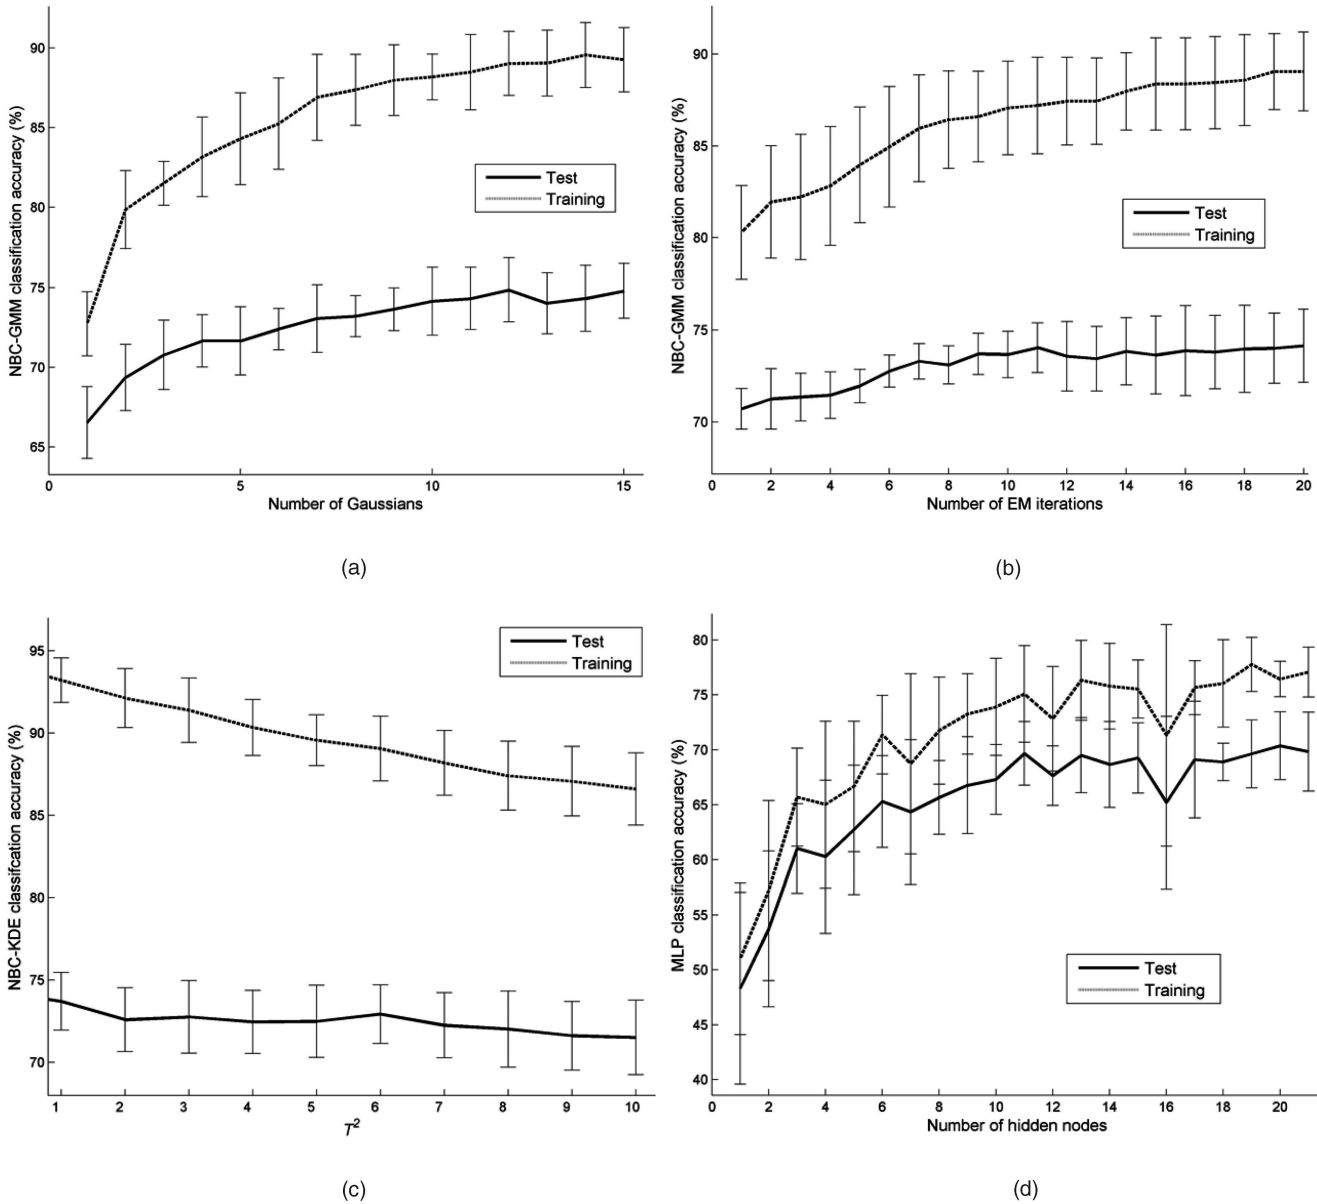 NBC-GMM classification accuracy (%)
90
85
80
75
70
65
Test
Training
0 5 10 15
Number of Gaussians
(a)
NBC-GMM classification accuracy (%)
90
85
80
75
70
Test
Training
0 2 4 6 8 10 12 14 16 18 20
Number of EM iterations
(b)
NBC-KDE classifcation accuracy (%)
95
90
85
80
75
70
Test
Training
1 2 3 4 5 6 7 8 9 10
T²
(c)
MLP classification accuracy (%)
80
75
70
65
60
55
50
45
40
Test
Training
0 2 4 6 8 10 12 14 16 18 20
Number of hidden nodes
(d)